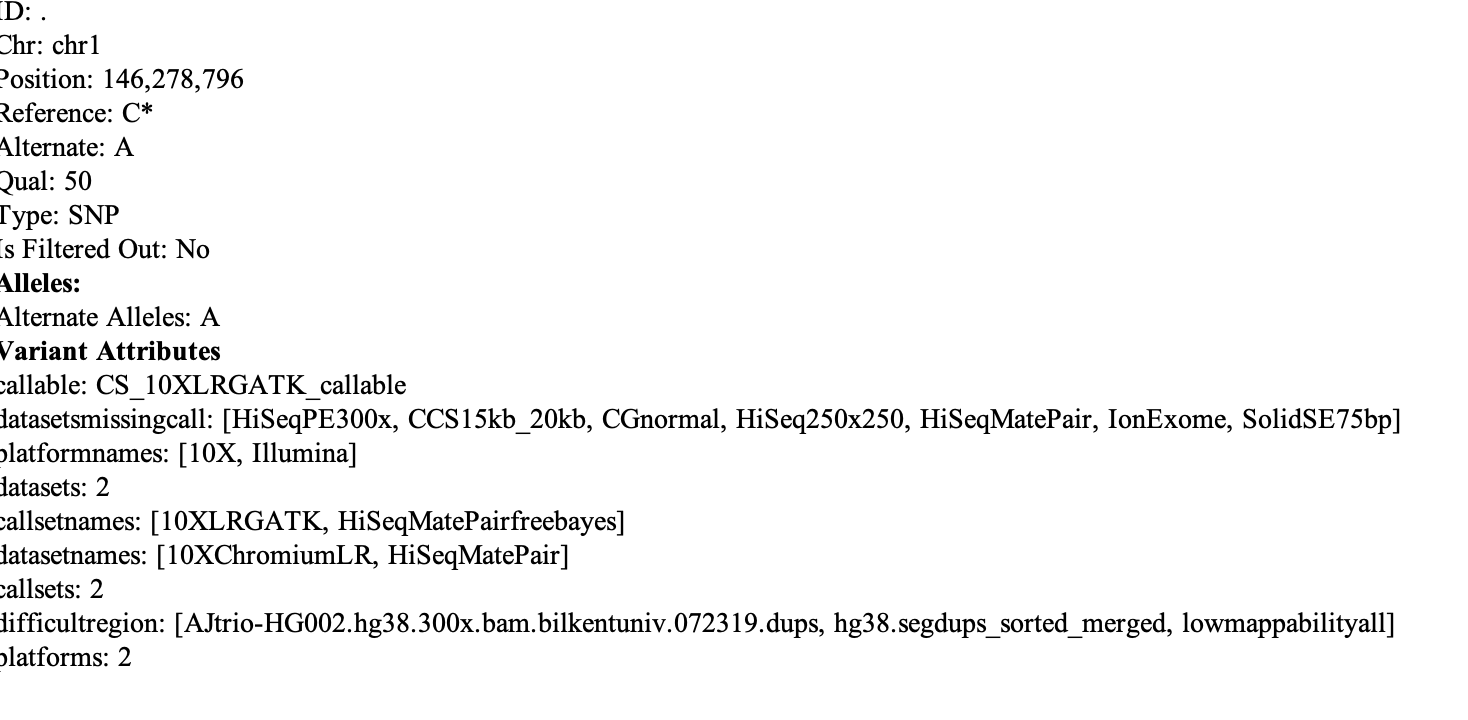 ID: .
Chr: chr1
Position: 146,278,796
Reference: C*
Alternate: A
Qual: 50
Type: SNP
Is Filtered Out: No
Alleles:
Alternate Alleles: A
Variant Attributes
callable: CS_10XLRGATK_callable
datasetsmissingcall: [HiSeqPE300x, CCS15kb_20kb, CGnormal, HiSeq250x250, HiSeqMatePair, IonExome, SolidSE75bp]
platformnames: [10X, Illumina]
datasets: 2
callsetnames: [10XLRGATK, HiSeqMatePairfreebayes]
datasetnames: [10XChromiumLR, HiSeqMatePair]
callsets: 2
difficultregion: [AJtrio-HG002.hg38.300x.bam.bilkentuniv.072319.dups, hg38.segdups_sorted_merged, lowmappabilityall]
platforms: 2